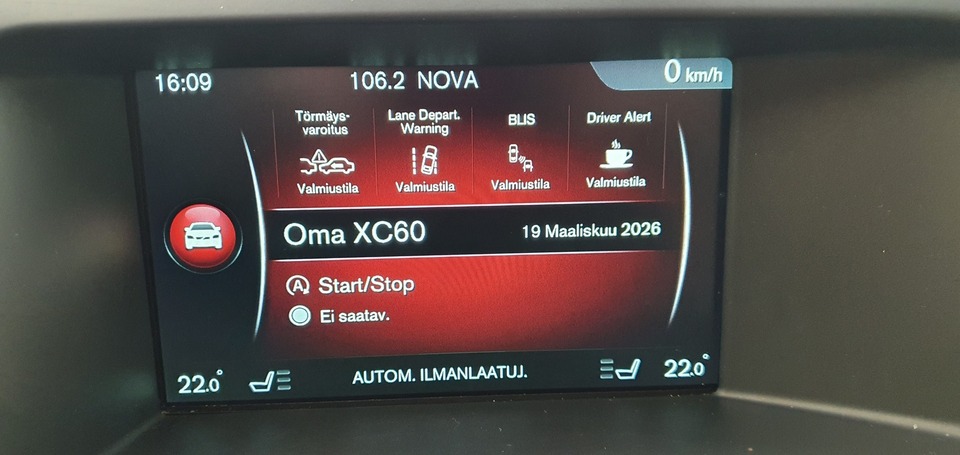 16:09 106.2 NOVA 0 km/h
Törmäys-
varoitus
Valmiustila
Lane Depart.
Warning
Valmiustila
BLIS
Valmiustila
Driver Alert
Valmiustila
Oma XC60 19 Maaliskuu 2026
A Start/Stop
Ei saatav.
22.0° AUTOM. ILMANLAATUJ. 22.0°